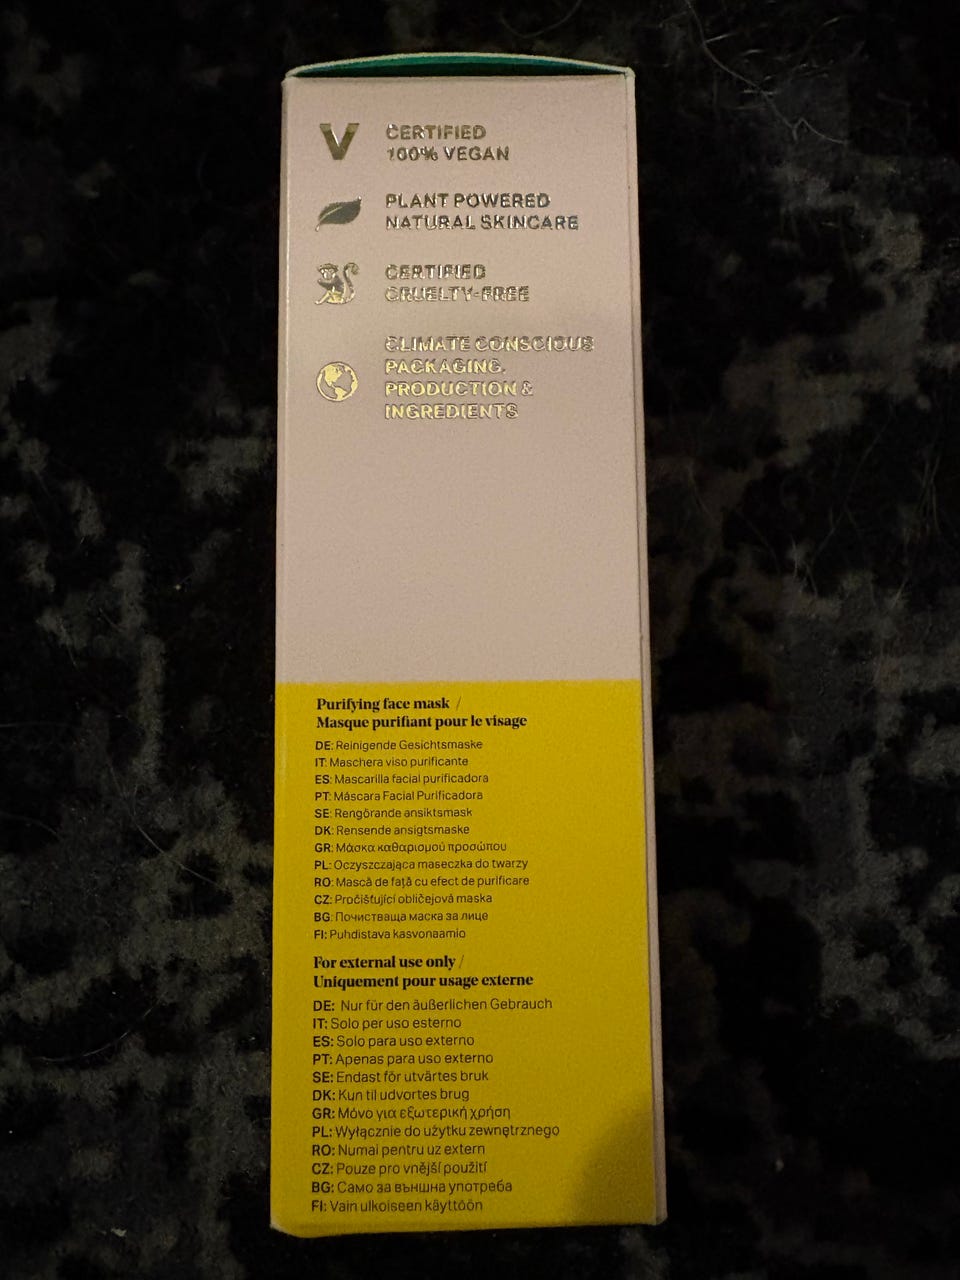 V
CERTIFIED
100% VEGAN
PLANT POWERED
NATURAL SKINCARE
CERTIFIED
CRUELTY-FREE
CLIMATE CONSCIOUS
PACKAGING,
PRODUCTION &
INGREDIENTS
Purifying face mask /
Masque purifiant pour le visage
DE: Reinigende Gesichtsmaske
IT: Maschera viso purificante
ES: Mascarilla facial purificadora
PT: Máscara Facial Purificadora
SE: Rengörande ansiktsmask
DK: Rensende ansigtsmaske
GR: Μάσκα καθαρισμού προσώπου
PL: Oczyszczająca maseczka do twarzy
RO: Mască de față cu efect de purificare
CZ: Pročišťující obličejová maska
BG: Почистваща маска за лице
FI: Puhdistava kasvonaamio
For external use only /
Uniquement pour usage externe
DE: Nur für den äußerlichen Gebrauch
IT: Solo per uso esterno
ES: Solo para uso externo
PT: Apenas para uso externo
SE: Endast för utvärtes bruk
DK: Kun til udvortes brug
GR: Μόνο για εξωτερική χρήση
PL: Wyłącznie do użytku zewnętrznego
RO: Numai pentru uz extern
CZ: Pouze pro vnější použití
BG: Само за външна употреба
FI: Vain ulkoiseen käyttöön